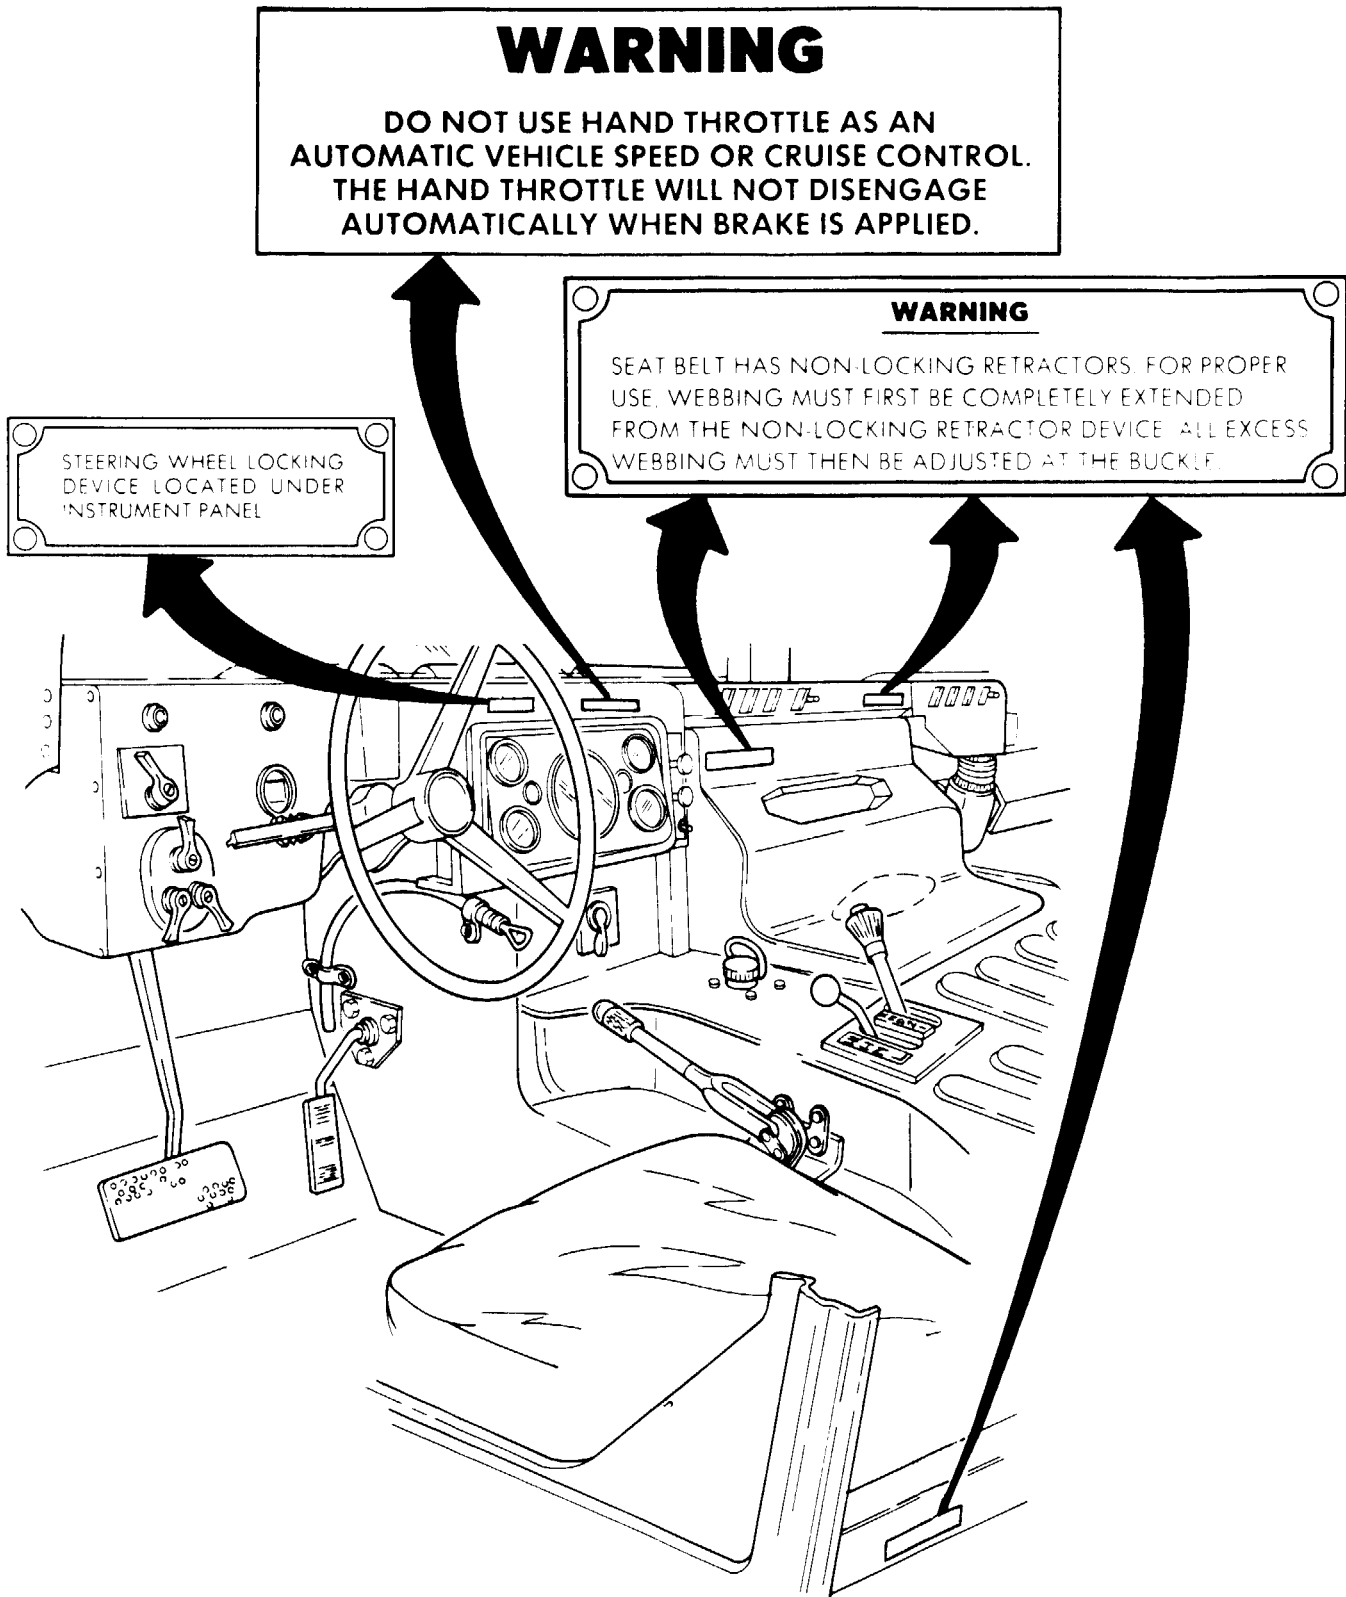 WARNING
DO NOT USE HAND THROTTLE AS AN
AUTOMATIC VEHICLE SPEED OR CRUISE CONTROL.
THE HAND THROTTLE WILL NOT DISENGAGE
AUTOMATICALLY WHEN BRAKE IS APPLIED.
WARNING
SEAT BELT HAS NON-LOCKING RETRACTORS. FOR PROPER
USE, WEBBING MUST FIRST BE COMPLETELY EXTENDED
FROM THE NON-LOCKING RETRACTOR DEVICE. ALL EXCESS
WEBBING MUST THEN BE ADJUSTED AT THE BUCKLE.
STEERING WHEEL LOCKING
DEVICE LOCATED UNDER
INSTRUMENT PANEL